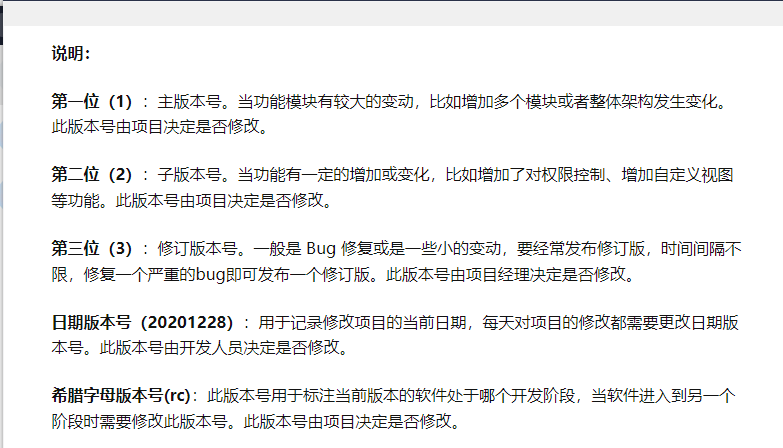 说明：
第一位（1）：主版本号。当功能模块有较大的变动，比如增加多个模块或者整体架构发生变化。
此版本号由项目决定是否修改。
第二位（2）：子版本号。当功能有一定的增加或变化，比如增加了对权限控制、增加自定义视图
等功能。此版本号由项目决定是否修改。
第三位（3）：修订版本号。一般是 Bug 修复或是一些小的变动，要经常发布修订版，时间间隔不
限，修复一个严重的bug即可发布一个修订版。此版本号由项目经理决定是否修改。
日期版本号（20201228）：用于记录修改项目的当前日期，每天对项目的修改都需要更改日期版
本号。此版本号由开发人员决定是否修改。
希腊字母版本号(rc)：此版本号用于标注当前版本的软件处于哪个开发阶段，当软件进入到另一个
阶段时需要修改此版本号。此版本号由项目决定是否修改。